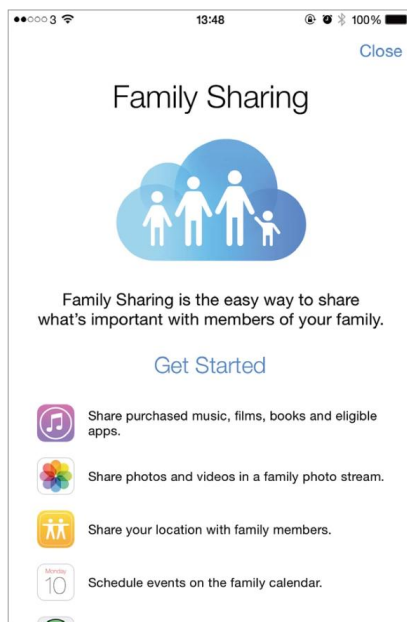 3 13:48 100%
Close
Family Sharing
Family Sharing is the easy way to share
what's important with members of your family.
Get Started
Share purchased music, films, books and eligible
apps.
Share photos and videos in a family photo stream.
Share your location with family members.
Monday
10
Schedule events on the family calendar.